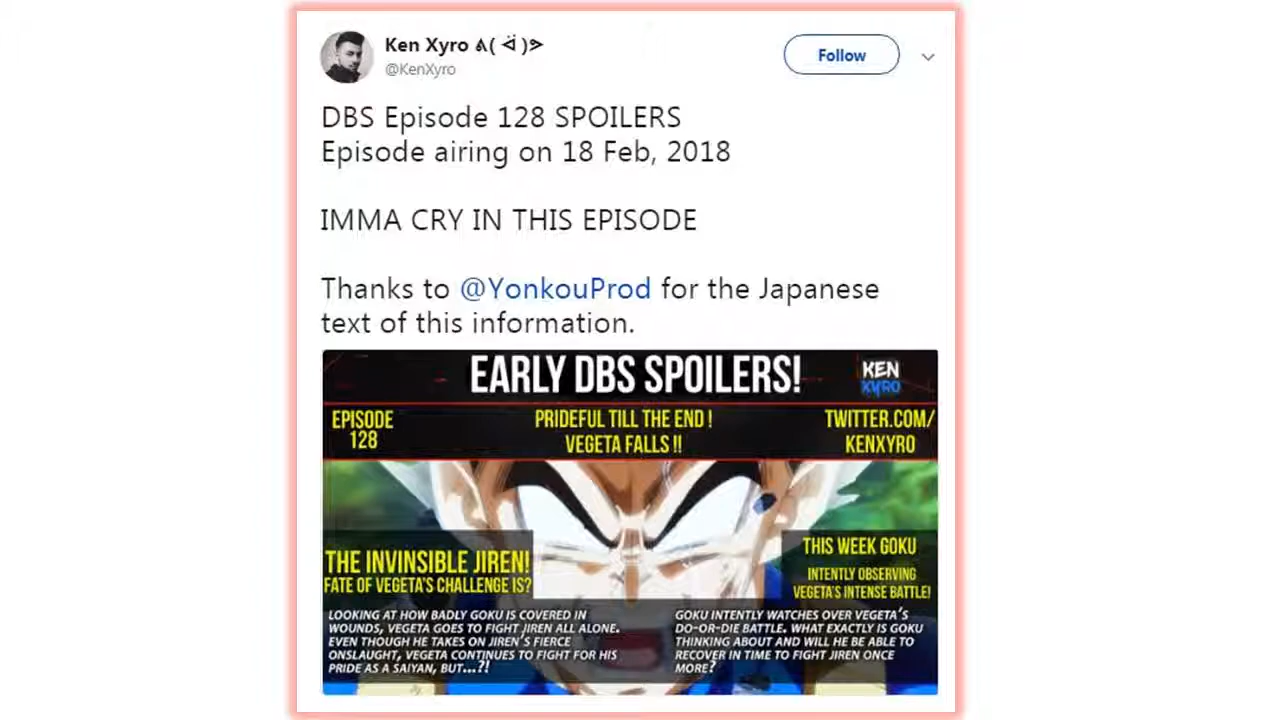 Ken Xyro ᕕ( ᐛ )ᕗ
@KenXyro
Follow
DBS Episode 128 SPOILERS
Episode airing on 18 Feb, 2018
IMMA CRY IN THIS EPISODE
Thanks to @YonkouProd for the Japanese
text of this information.
EARLY DBS SPOILERS!
KEN
XYRO
EPISODE
128
PRIDEFUL TILL THE END !
VEGETA FALLS !!
TWITTER.COM/
KENXYRO
THE INVINSIBLE JIREN!
FATE OF VEGETA'S CHALLENGE IS?
LOOKING AT HOW BADLY GOKU IS COVERED IN
WOUNDS, VEGETA GOES TO FIGHT JIREN ALL ALONE.
EVEN THOUGH HE TAKES ON JIREN'S FIERCE
ONSLAUGHT, VEGETA CONTINUES TO FIGHT FOR HIS
PRIDE AS A SAIYAN, BUT...?!
THIS WEEK GOKU
INTENTLY OBSERVING
VEGETA'S INTENSE BATTLE!
GOKU INTENTLY WATCHES OVER VEGETA'S
DO-OR-DIE BATTLE. WHAT EXACTLY IS GOKU
THINKING ABOUT AND WILL HE BE ABLE TO
RECOVER IN TIME TO FIGHT JIREN ONCE
MORE?